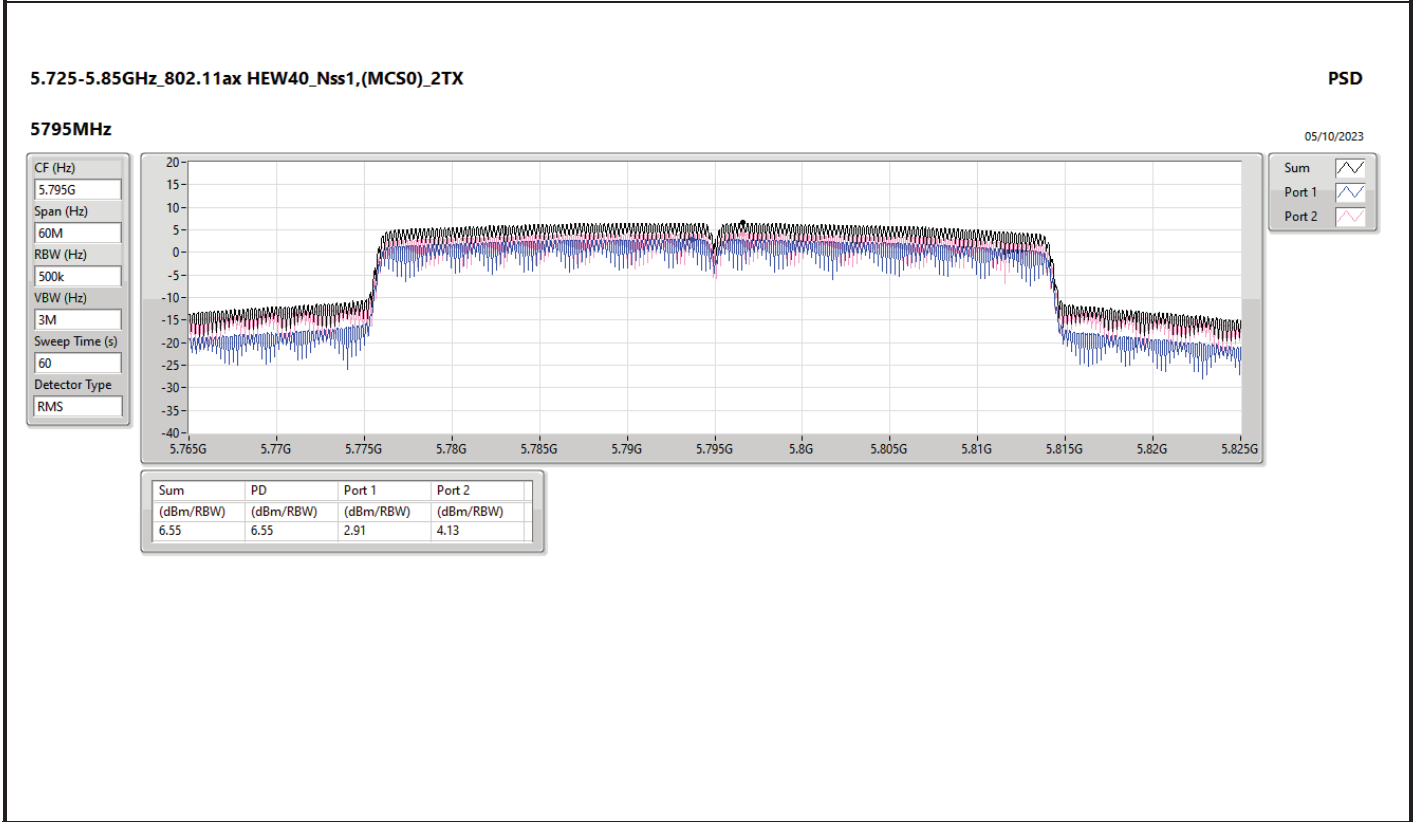 5.725-5.85GHz_802.11ax HEW40_Nss1,(MCS0)_2TX
PSD
5795MHz
05/10/2023
CF (Hz)
5.795G
Span (Hz)
60M
RBW (Hz)
500k
VBW (Hz)
3M
Sweep Time (s)
60
Detector Type
RMS
20
15
10
5
0
-5
-10
-15
-20
-25
-30
-35
-40
5.765G 5.77G 5.775G 5.78G 5.785G 5.79G 5.795G 5.8G 5.805G 5.81G 5.815G 5.82G 5.825G
Sum
Port 1
Port 2
Sum PD Port 1 Port 2
(dBm/RBW) (dBm/RBW) (dBm/RBW) (dBm/RBW)
6.55 6.55 2.91 4.13